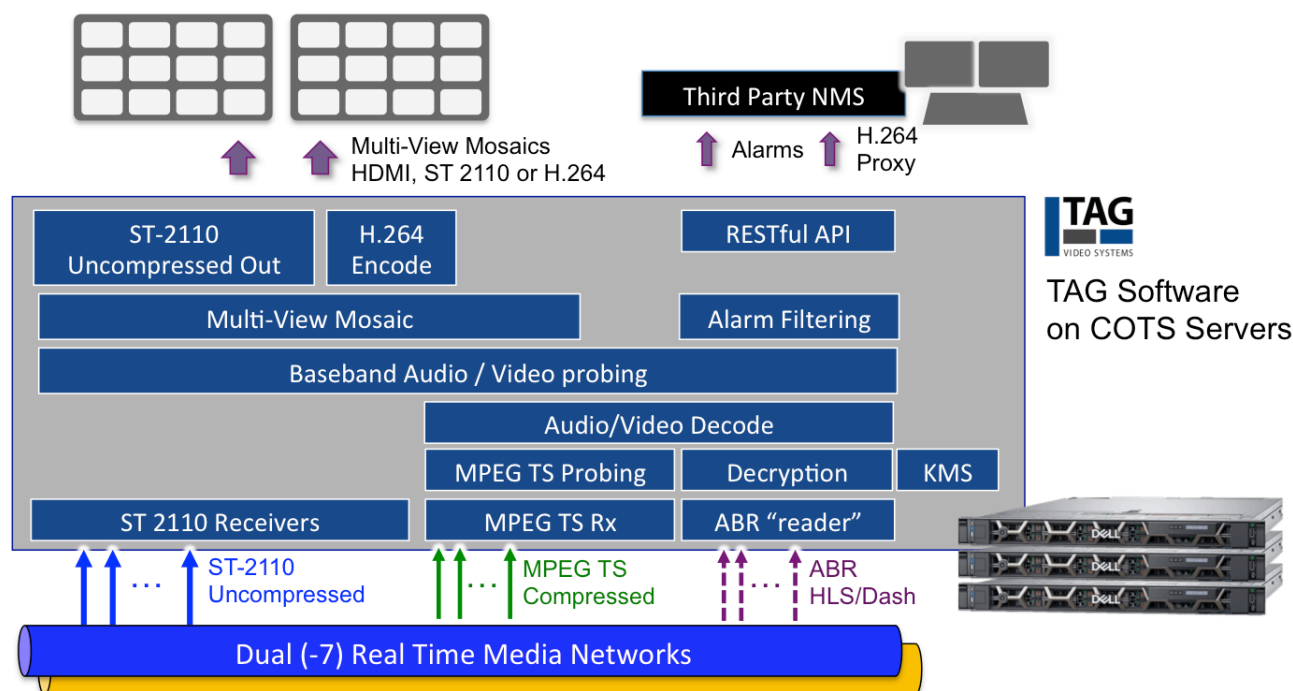 Third Party NMS
Multi-View Mosaics
HDMI, ST 2110 or H.264
Alarms
H.264
Proxy
ST-2110
Uncompressed Out
H.264
Encode
RESTful API
TAG
VIDEO SYSTEMS
TAG Software
on COTS Servers
Multi-View Mosaic
Alarm Filtering
Baseband Audio / Video probing
Audio/Video Decode
MPEG TS Probing
Decryption
KMS
ST 2110 Receivers
MPEG TS Rx
ABR “reader”
DELL
DELL
DELL
...
ST-2110
Uncompressed
...
MPEG TS
Compressed
...
ABR
HLS/Dash
Dual (-7) Real Time Media Networks